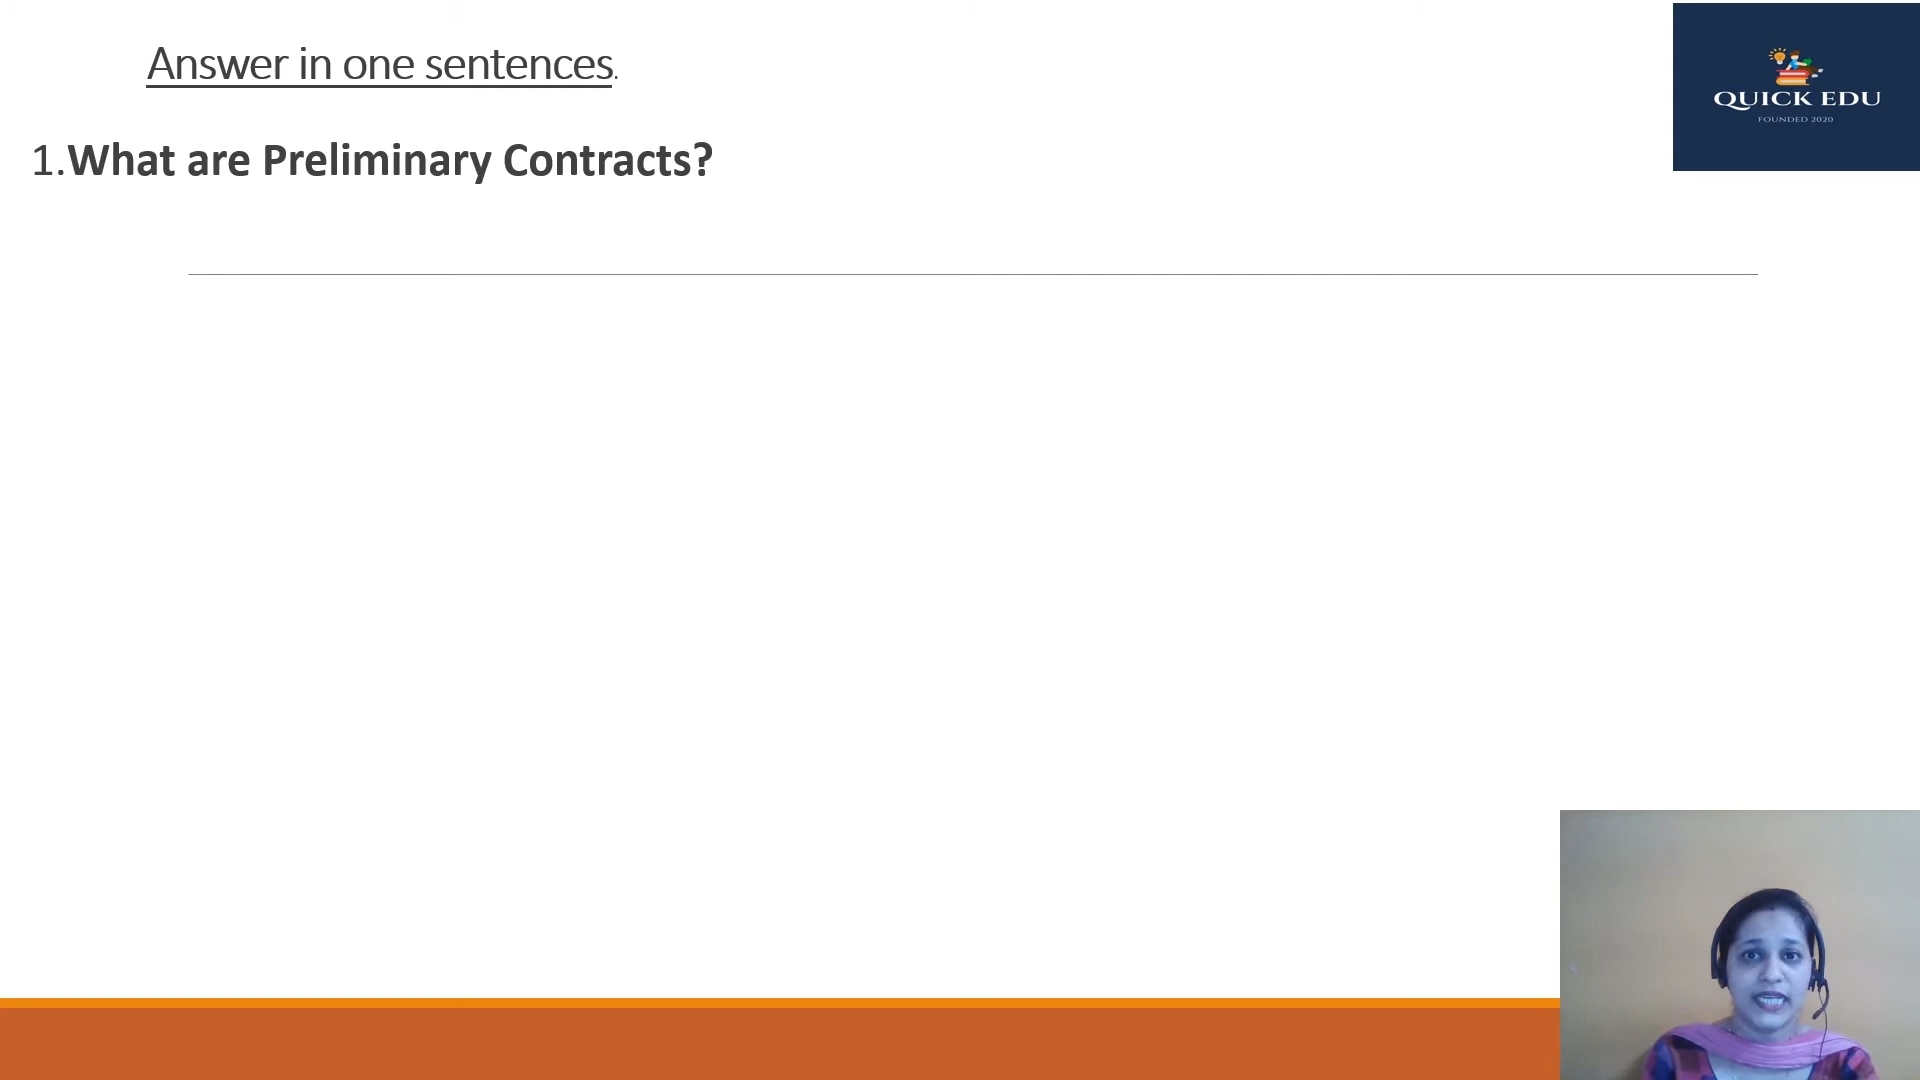 Answer in one sentences.
1.What are Preliminary Contracts?
QUICK EDU
FOUNDED 2020